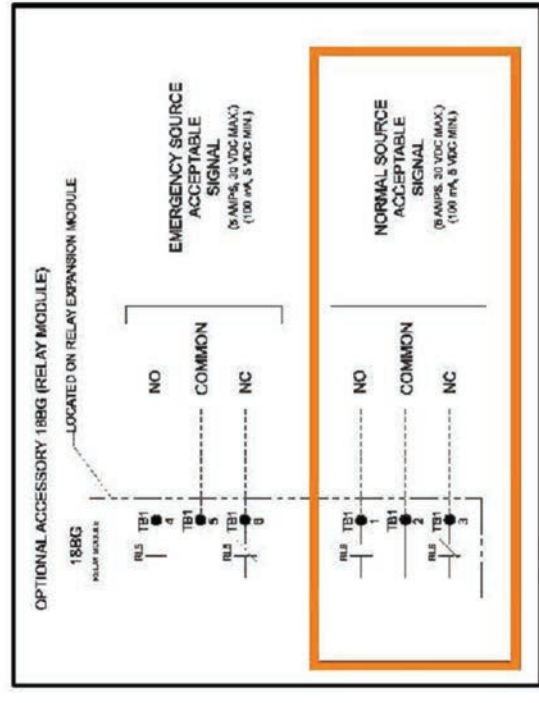 OPTIONAL ACCESSORY 18BG (RELAY MODULE)
LOCATED ON RELAY EXPANSION MODULE
18BG
RELAY MODULE
TB1
4
NO
TB1
5
COMMON
TB1
6
NC
EMERGENCY SOURCE
ACCEPTABLE
SIGNAL
(5 AMPS, 30 VDC MAX.)
(100 mA, 5 VDC MIN.)
TB1
1
NO
TB1
2
COMMON
TB1
3
NC
NORMAL SOURCE
ACCEPTABLE
SIGNAL
(5 AMPS, 30 VDC MAX.)
(100 mA, 5 VDC MIN.)